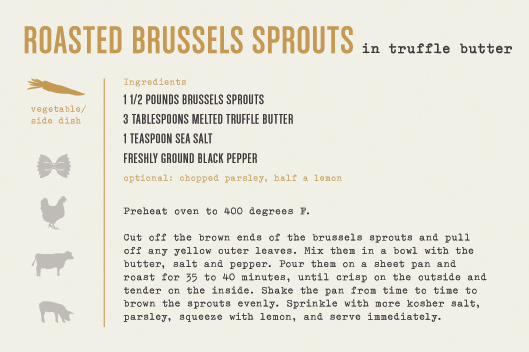 ROASTED BRUSSELS SPROUTS in truffle butter
vegetable/
side dish
Ingredients
1 1/2 POUNDS BRUSSELS SPROUTS
3 TABLESPOONS MELTED TRUFFLE BUTTER
1 TEASPOON SEA SALT
FRESHLY GROUND BLACK PEPPER
optional: chopped parsley, half a lemon
Preheat oven to 400 degrees F.
Cut off the brown ends of the brussels sprouts and pull
off any yellow outer leaves. Mix them in a bowl with the
butter, salt and pepper. Pour them on a sheet pan and
roast for 35 to 40 minutes, until crisp on the outside and
tender on the inside. Shake the pan from time to time to
brown the sprouts evenly. Sprinkle with more kosher salt,
parsley, squeeze with lemon, and serve immediately.